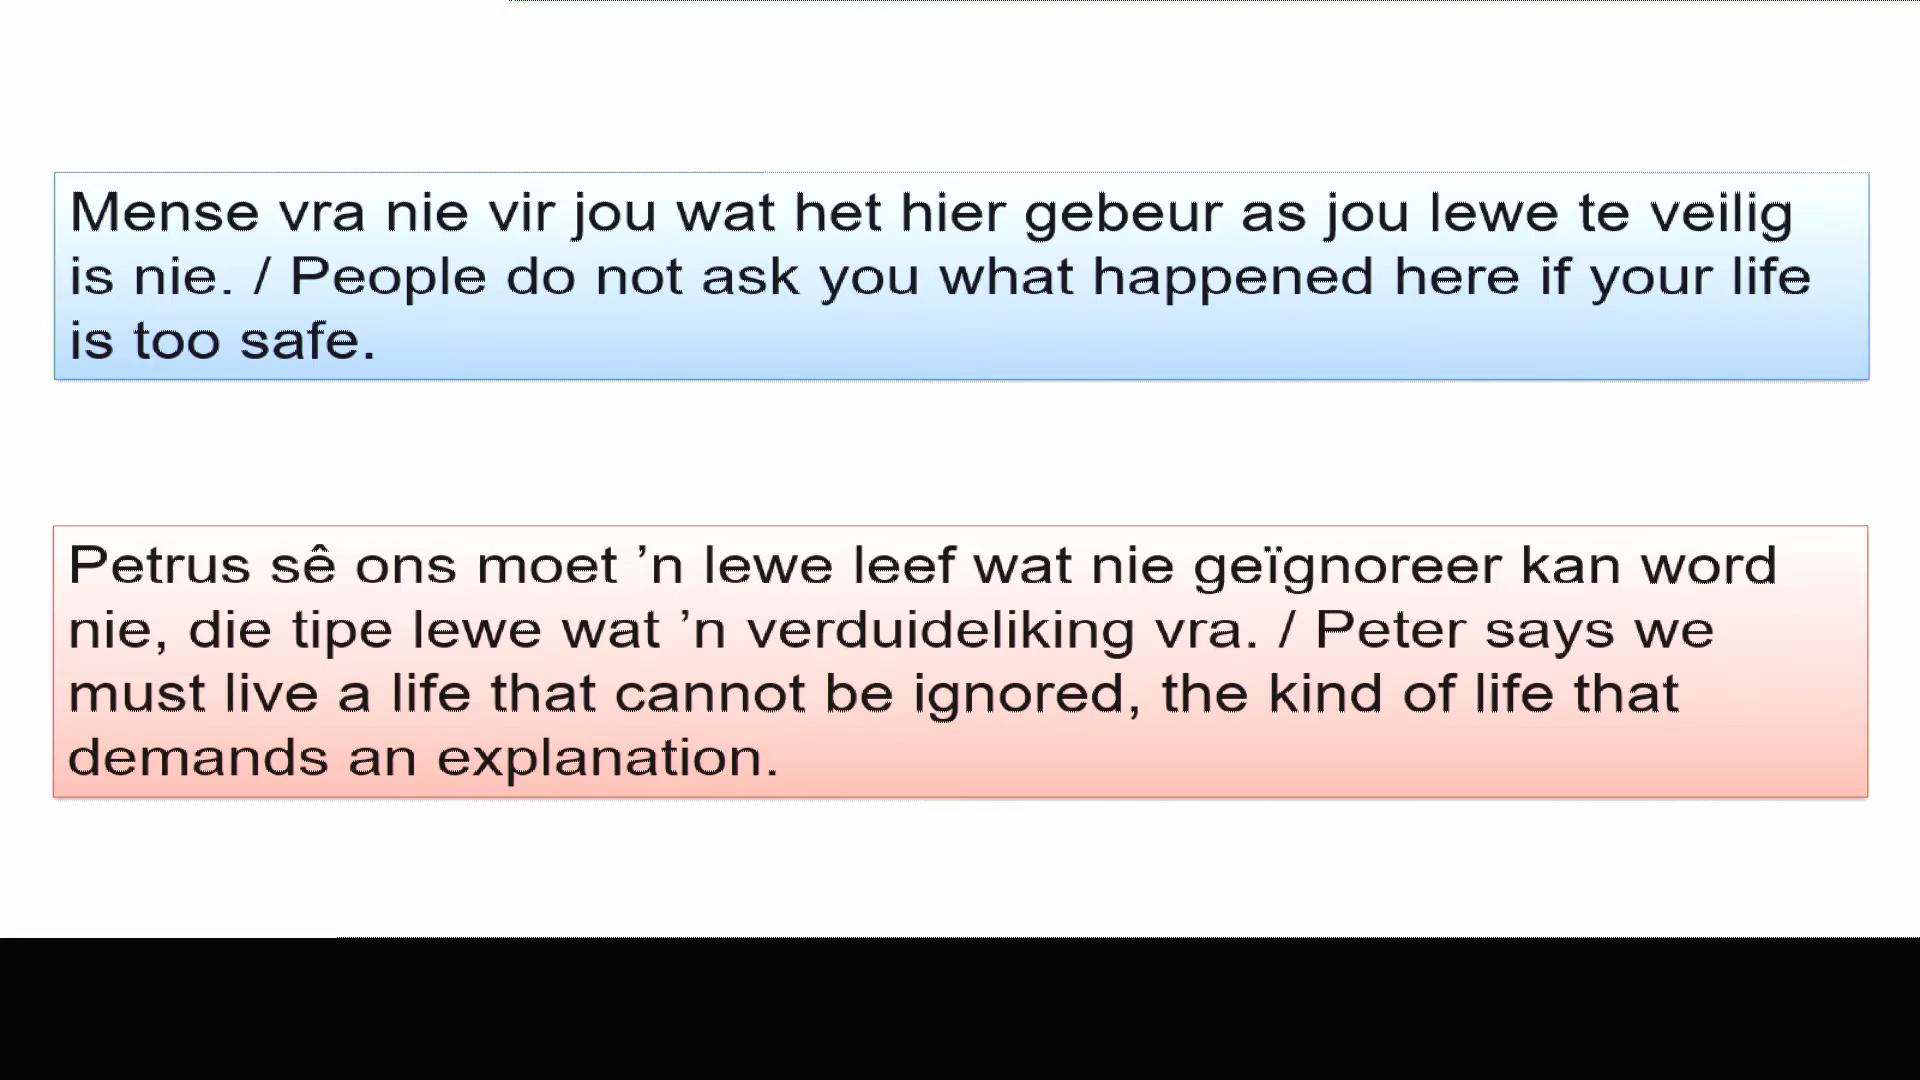 Mense vra nie vir jou wat het hier gebeur as jou lewe te veilig
is nie. / People do not ask you what happened here if your life
is too safe.
Petrus sê ons moet ’n lewe leef wat nie geïgnoreer kan word
nie, die tipe lewe wat ’n verduideliking vra. / Peter says we
must live a life that cannot be ignored, the kind of life that
demands an explanation.